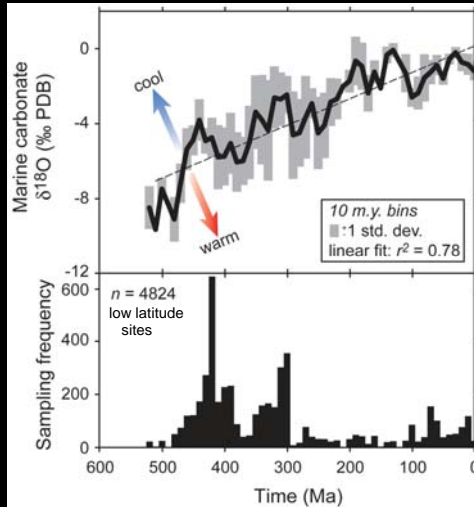 Marine carbonate
δ18O (‰ PDB)
0
-4
-8
-12
cool
warm
10 m.y. bins
±1 std. dev.
linear fit: r² = 0.78
Sampling frequency
600
400
200
0
n = 4824
low latitude
sites
600
500
400
300
200
100
0
Time (Ma)